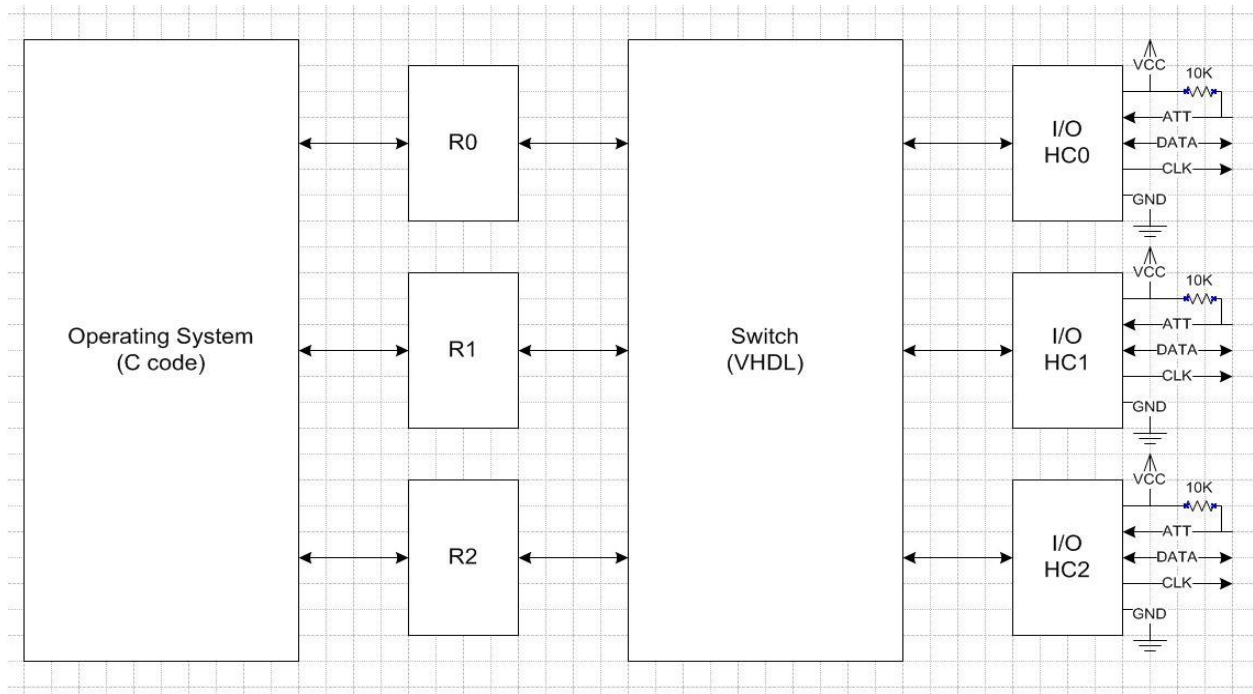 Operating System
(C code)
R0
R1
R2
Switch
(VHDL)
I/O
HC0
VCC
10K
ATT
DATA
CLK
GND
I/O
HC1
VCC
10K
ATT
DATA
CLK
GND
I/O
HC2
VCC
10K
ATT
DATA
CLK
GND